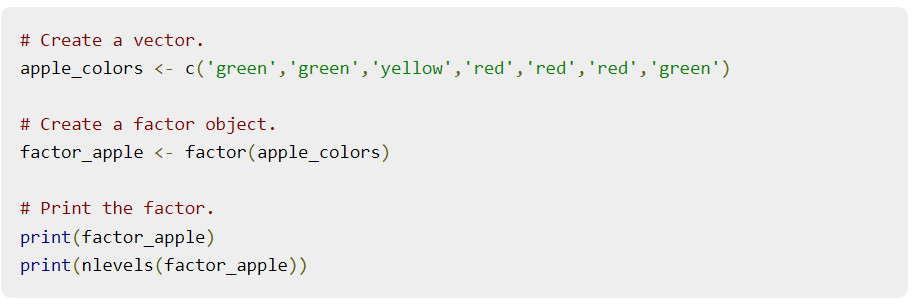 # Create a vector.
apple_colors <- c('green','green','yellow','red','red','red','green')
# Create a factor object.
factor_apple <- factor(apple_colors)
# Print the factor.
print(factor_apple)
print(nlevels(factor_apple))